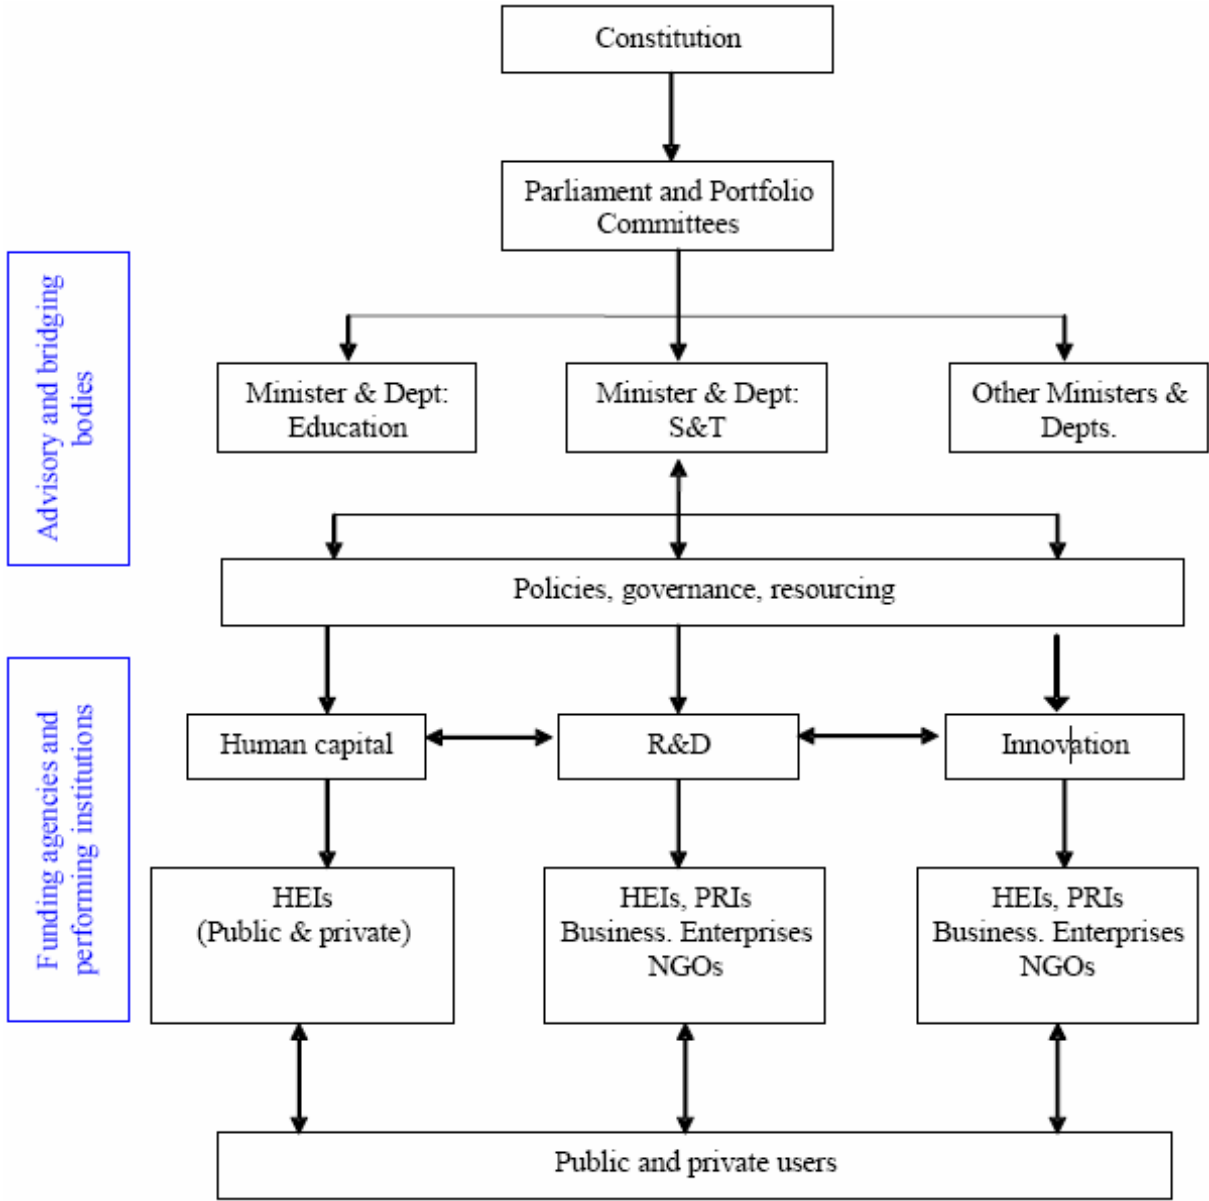 Constitution
Parliament and Portfolio
Committees
Advisory and bridging
bodies
Minister & Dept:
Education
Minister & Dept:
S&T
Other Ministers &
Depts.
Policies, governance, resourcing
Funding agencies and
performing institutions
Human capital
R&D
Innovation
HEIs
(Public & private)
HEIs, PRIs
Business. Enterprises
NGOs
HEIs, PRIs
Business. Enterprises
NGOs
Public and private users